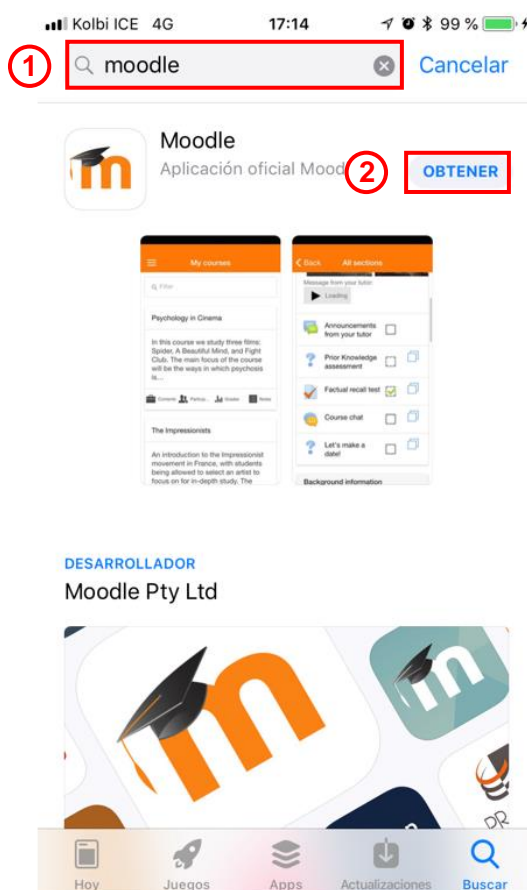 Kolbi ICE 4G 17:14 99 %
1
moodle
Cancelar
Moodle
Aplicación oficial Mood
2
OBTENER
My courses
Filter
Psychology in Cinema
In this course we study three films:
Spider, A Beautiful Mind, and Fight
Club. The main focus of the course
will be the ways in which psychosis
is...
Contents Particip... Grades Notes
The Impressionists
An introduction to the Impressionist
movement in France, with students
being allowed to select an artist to
focus on for in-depth study. The
Back All sections
Message from your tutor:
Loading
Announcements
from your tutor
Prior Knowledge
assessment
Factual recall test
Course chat
Let's make a
date!
Background information
DESARROLLADOR
Moodle Pty Ltd
m
m
DR
Hoy Juegos Apps Actualizaciones Buscar